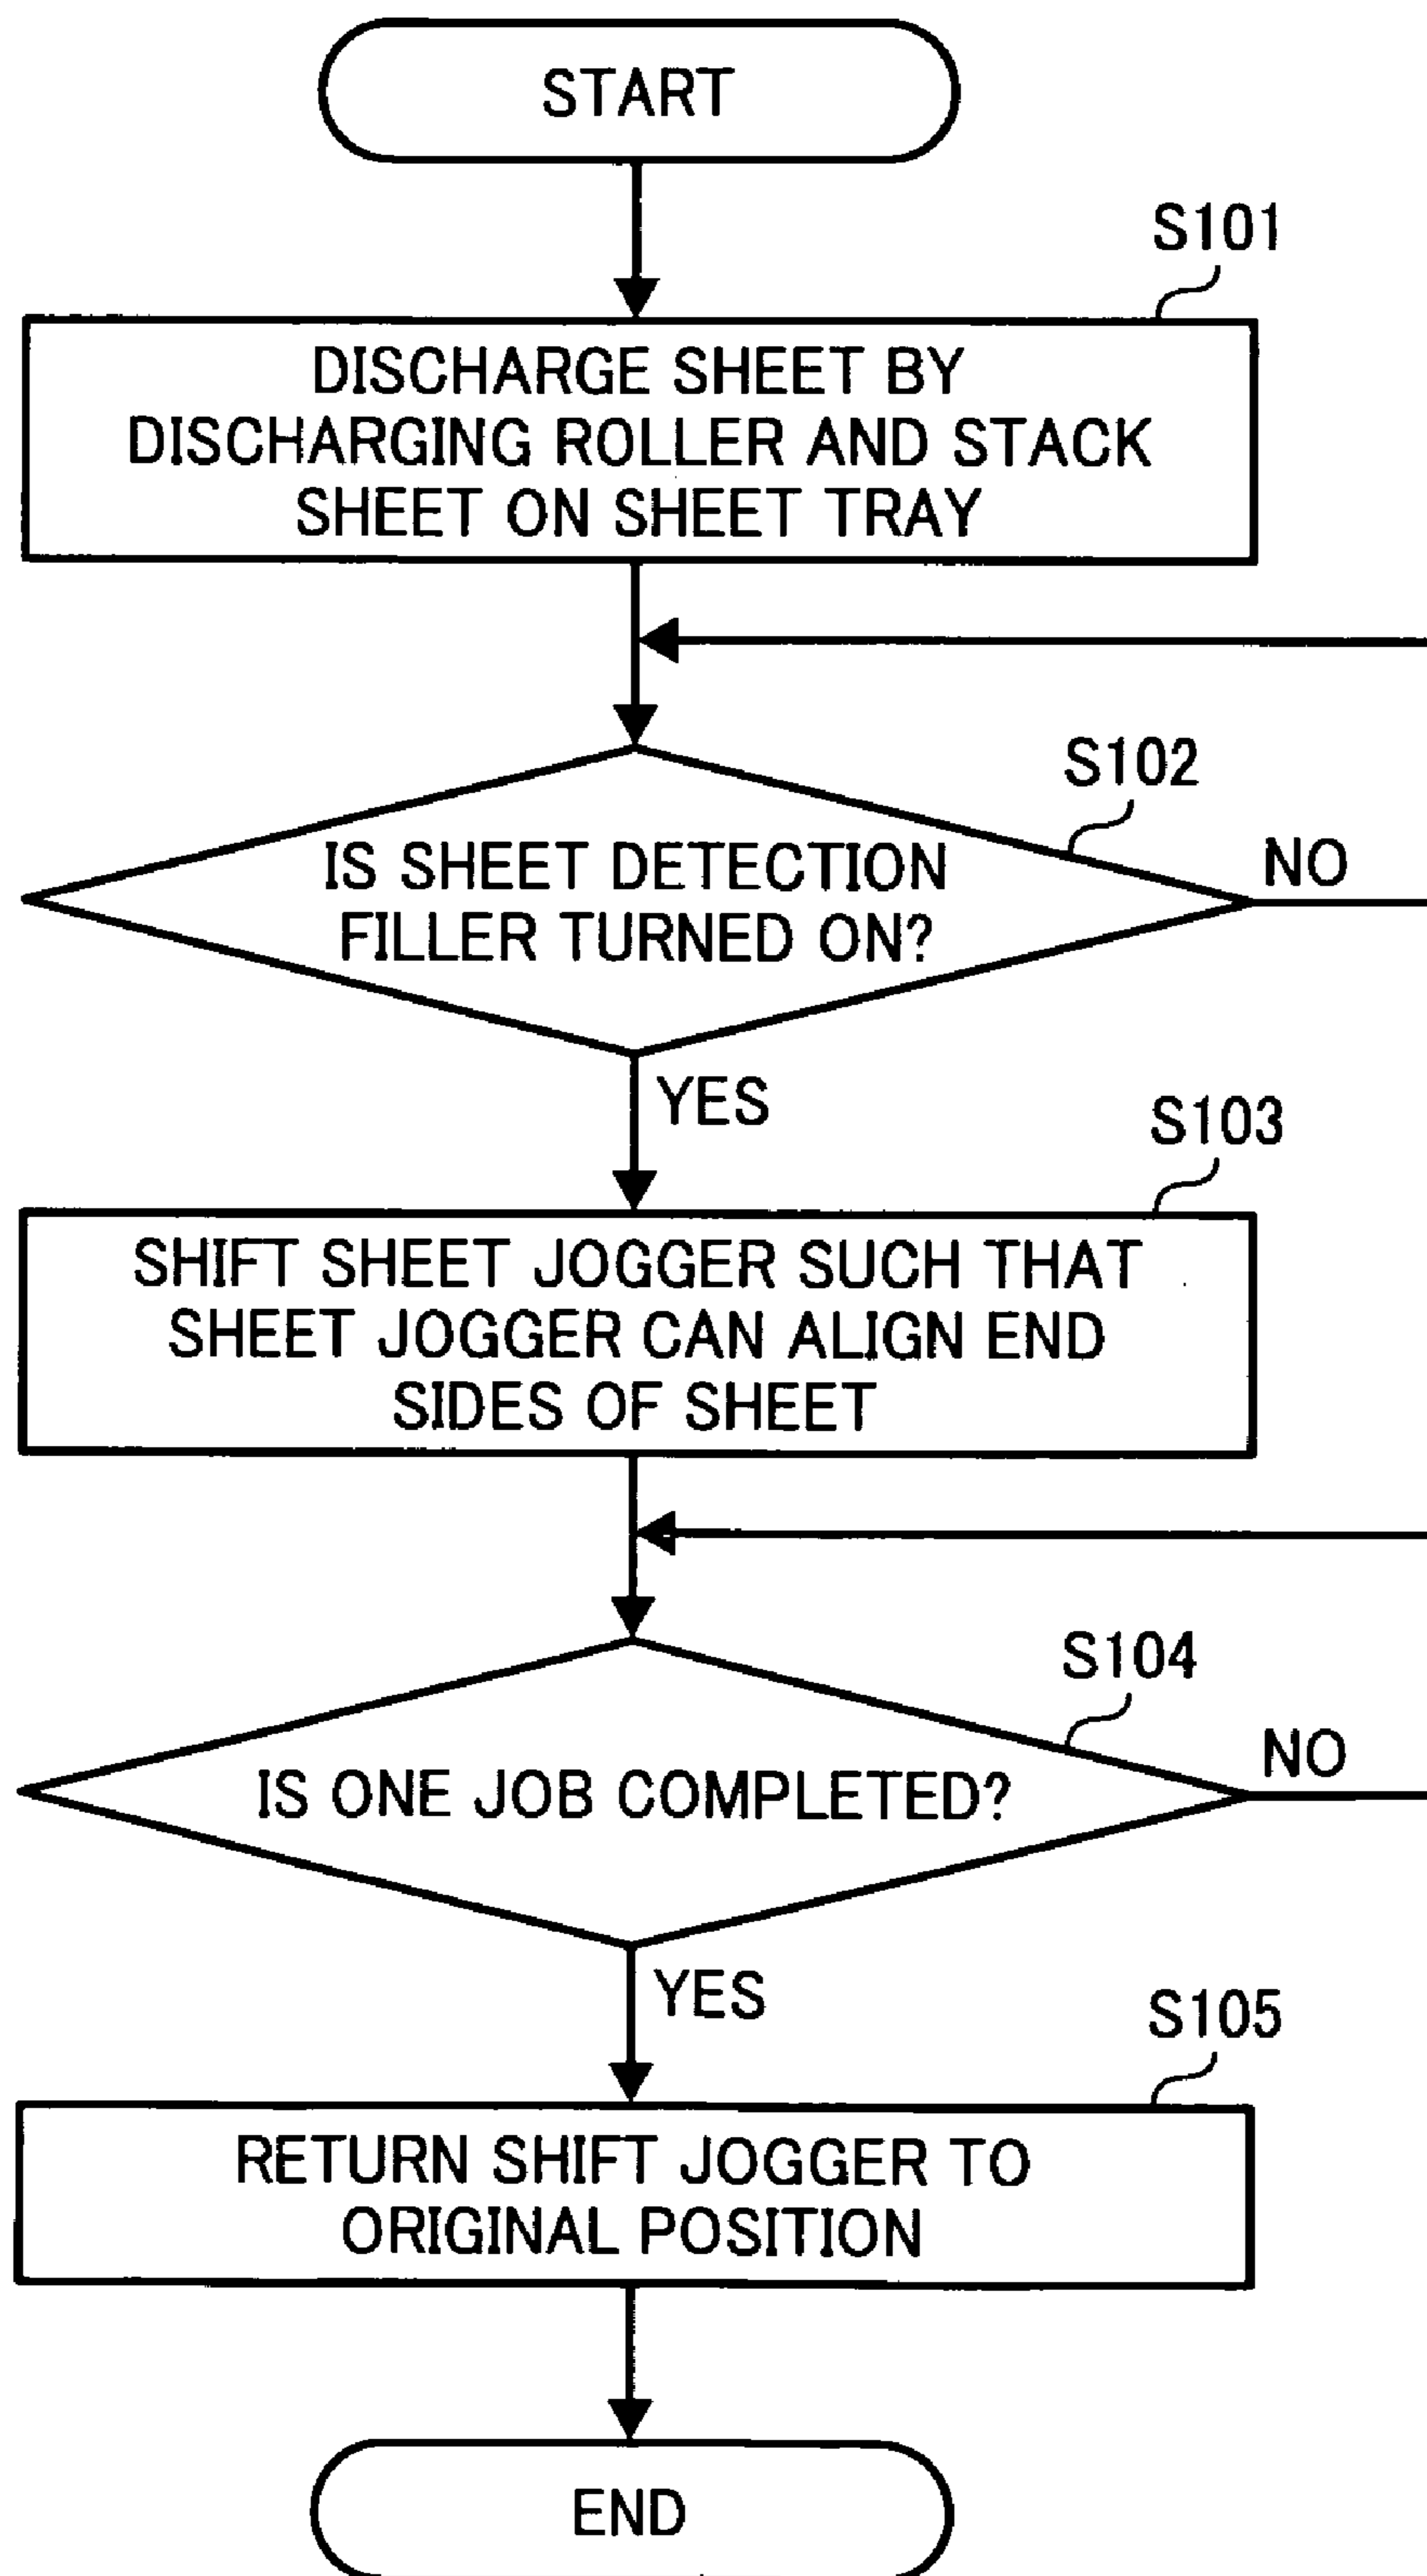 START
S101
DISCHARGE SHEET BY
DISCHARGING ROLLER AND STACK
SHEET ON SHEET TRAY
S102
IS SHEET DETECTION
FILLER TURNED ON?
NO
YES
S103
SHIFT SHEET JOGGER SUCH THAT
SHEET JOGGER CAN ALIGN END
SIDES OF SHEET
S104
IS ONE JOB COMPLETED?
NO
YES
S105
RETURN SHIFT JOGGER TO
ORIGINAL POSITION
END